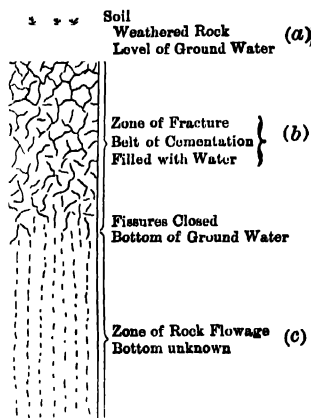 Soil
Weathered Rock (a)
Level of Ground Water
Zone of Fracture
Belt of Cementation (b)
Filled with Water
Fissures Closed
Bottom of Ground Water
Zone of Rock Flowage (c)
Bottom unknown